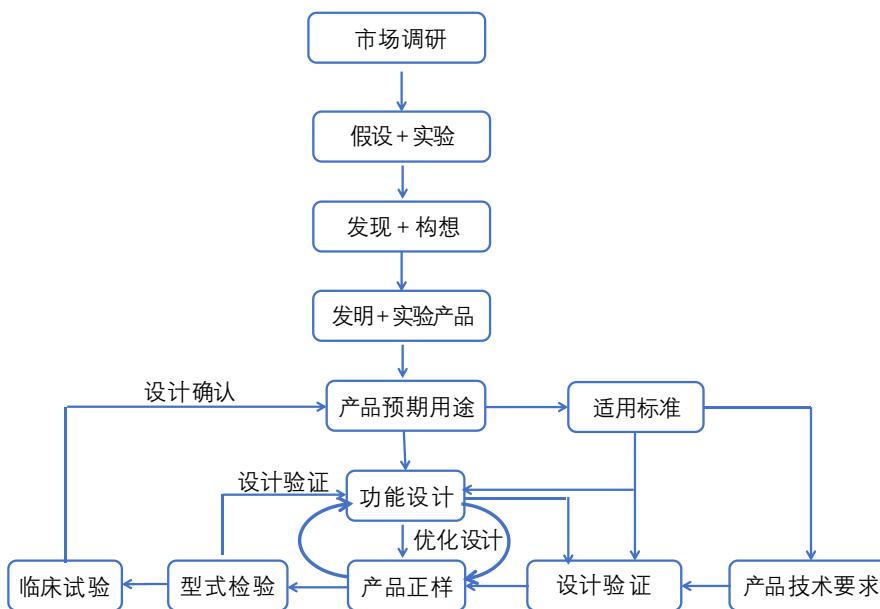 市场调研
假设+实验
发现+构想
发明+实验产品
设计确认
产品预期用途
适用标准
设计验证
功能设计
优化设计
临床试验
型式检验
产品正样
设计验证
产品技术要求